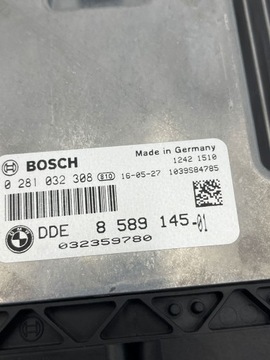 BOSCH
Made in Germany
1242 1510
0 281 032 308 810 16-05-27 1039S84785
DDE 8 589 145-01
032359780